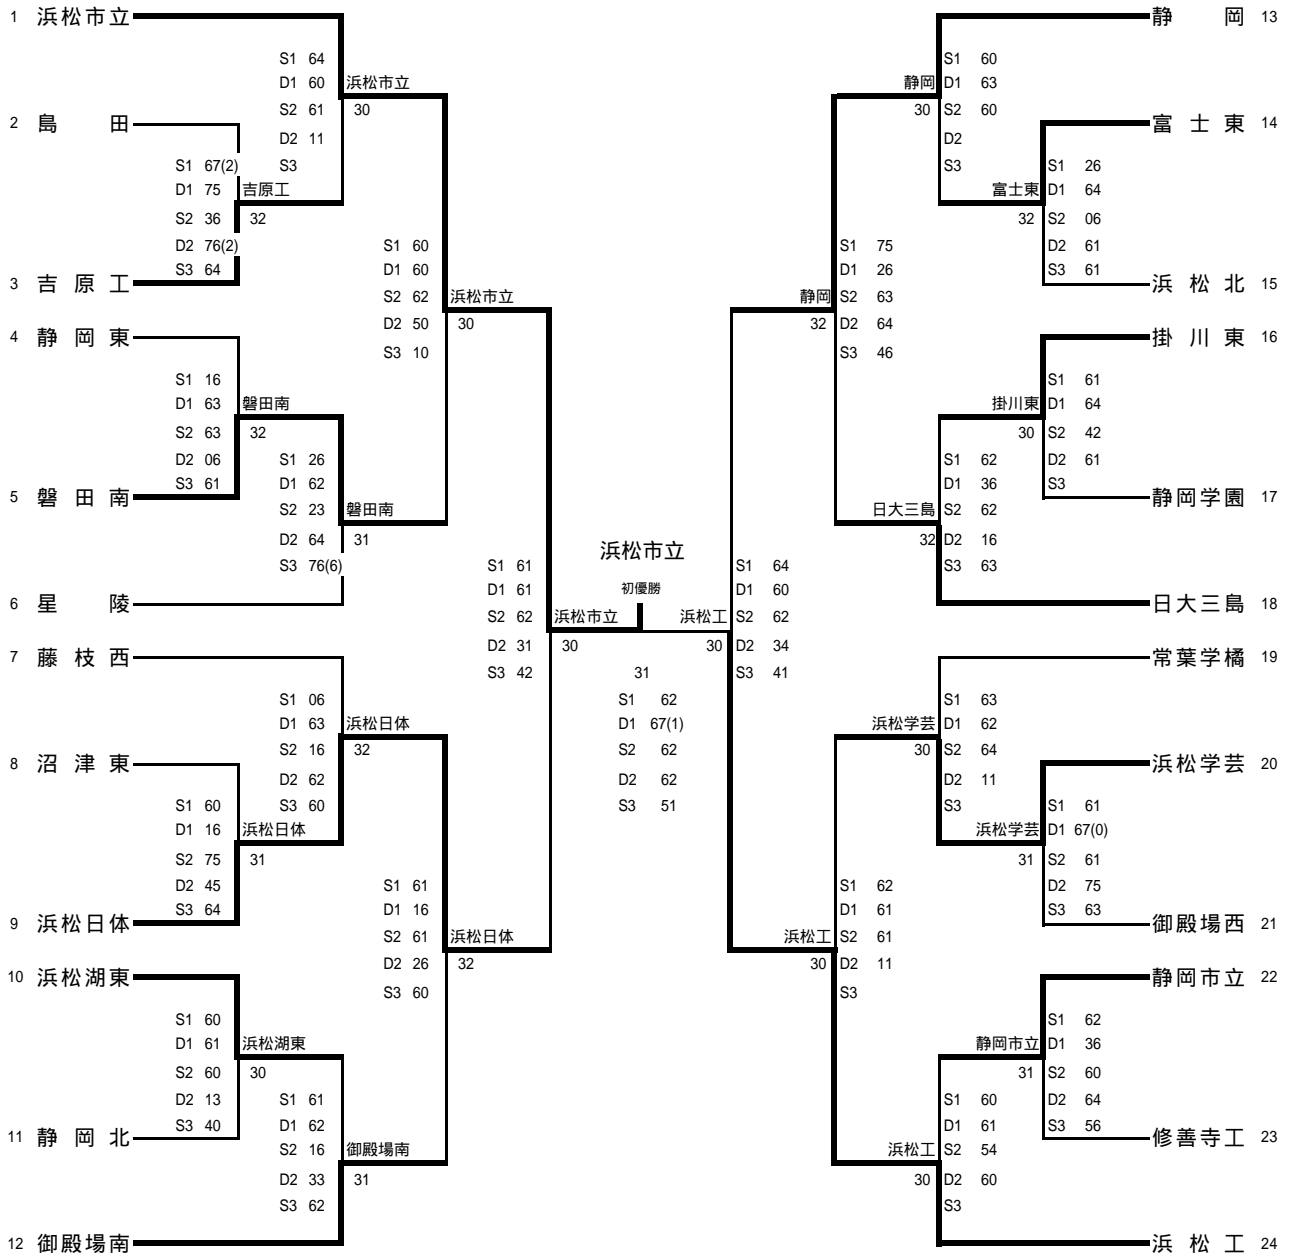 1 浜松市立
S1 64
D1 60 浜松市立
S2 61 30
D2 11
S3
2 島 田
S1 67(2)
D1 75 吉原工
S2 36 32
D2 76(2)
S3 64
3 吉原工
S1 60
D1 60
S2 62 浜松市立
D2 50 30
S3 10
4 静岡東
S1 16
D1 63 磐田南
S2 63 32
D2 06
S3 61
5 磐田南
S1 26
D1 62
S2 23 磐田南
D2 64 31
S3 76(6)
6 星 陵
S1 61
D1 61
S2 62 浜松市立
D2 31 30
S3 42
7 藤枝西
S1 06
D1 63 浜松日体
S2 16 32
D2 62
S3 60
8 沼津東
S1 60
D1 16 浜松日体
S2 75 31
D2 45
S3 64
9 浜松日体
S1 61
D1 16
S2 61 浜松日体
D2 26 32
S3 60
10 浜松湖東
S1 60
D1 61 浜松湖東
S2 60 30
D2 13
S3 40
11 静岡北
S1 61
D1 62
S2 16 御殿場南
D2 33 31
S3 62
12 御殿場南
浜松市立
初優勝
31
S1 62
D1 67(1)
S2 62
D2 62
S3 51
静 岡 13
S1 60
静岡 D1 63
30 S2 60
D2
S3
富士東 14
S1 26
富士東 D1 64
32 S2 06
D2 61
S3 61
浜松北 15
S1 75
D1 26
静岡 S2 63
32 D2 64
S3 46
掛川東 16
S1 61
掛川東 D1 64
30 S2 42
D2 61
S3
静岡学園 17
S1 62
D1 36
日大三島 S2 62
32 D2 16
S3 63
日大三島 18
S1 64
D1 60
浜松工 S2 62
30 D2 34
S3 41
常葉学橘 19
S1 63
浜松学芸 D1 62
30 S2 64
D2 11
S3
浜松学芸 20
S1 61
浜松学芸 D1 67(0)
31 S2 61
D2 75
S3 63
御殿場西 21
S1 62
D1 61
浜松工 S2 61
30 D2 11
S3
静岡市立 22
S1 62
静岡市立 D1 36
31 S2 60
D2 64
S3 56
修善寺工 23
S1 60
D1 61
浜松工 S2 54
30 D2 60
S3
浜松工 24